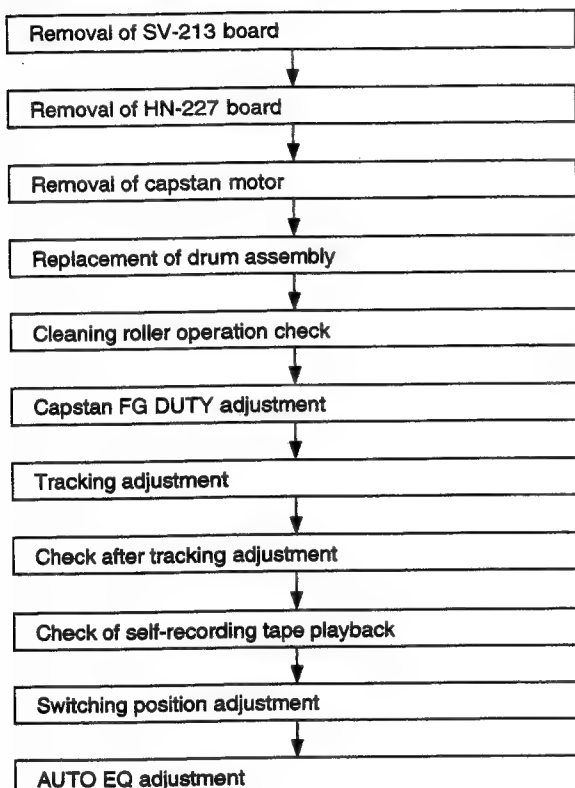 Removal of SV-213 board
Removal of HN-227 board
Removal of capstan motor
Replacement of drum assembly
Cleaning roller operation check
Capstan FG DUTY adjustment
Tracking adjustment
Check after tracking adjustment
Check of self-recording tape playback
Switching position adjustment
AUTO EQ adjustment